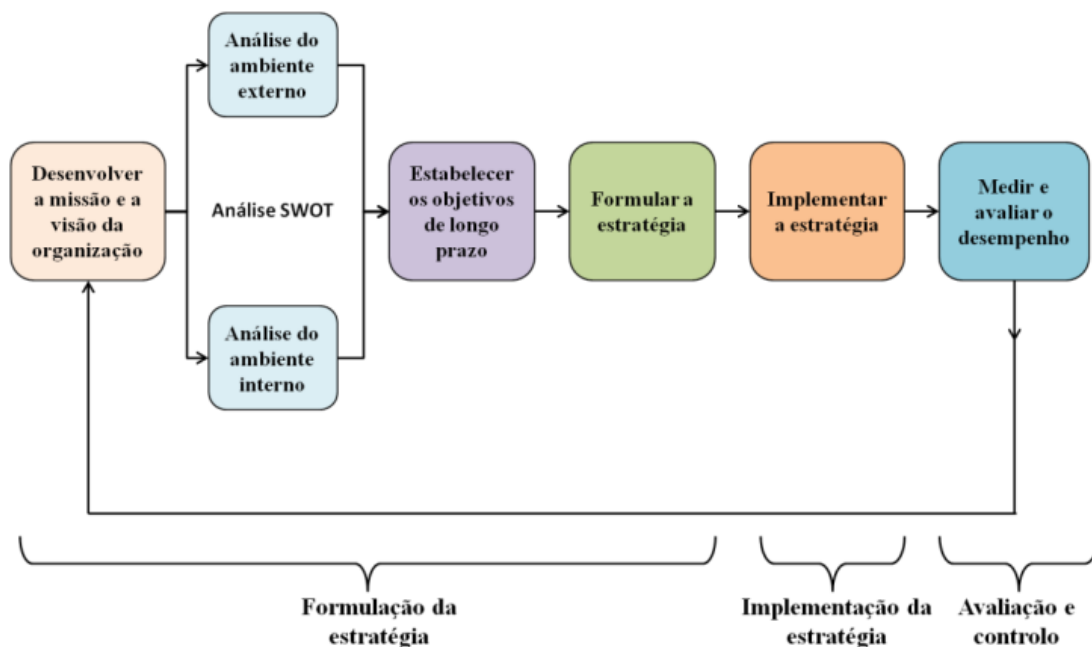 Análise do
ambiente
externo
Desenvolver
a missão e a
visão da
organização
Análise SWOT
Análise do
ambiente
interno
Estabelecer
os objetivos
de longo
prazo
Formular a
estratégia
Implementar
a estratégia
Medir e
avaliar o
desempenho
Formulação da
estratégia
Implementação da
estratégia
Avaliação e
controlo